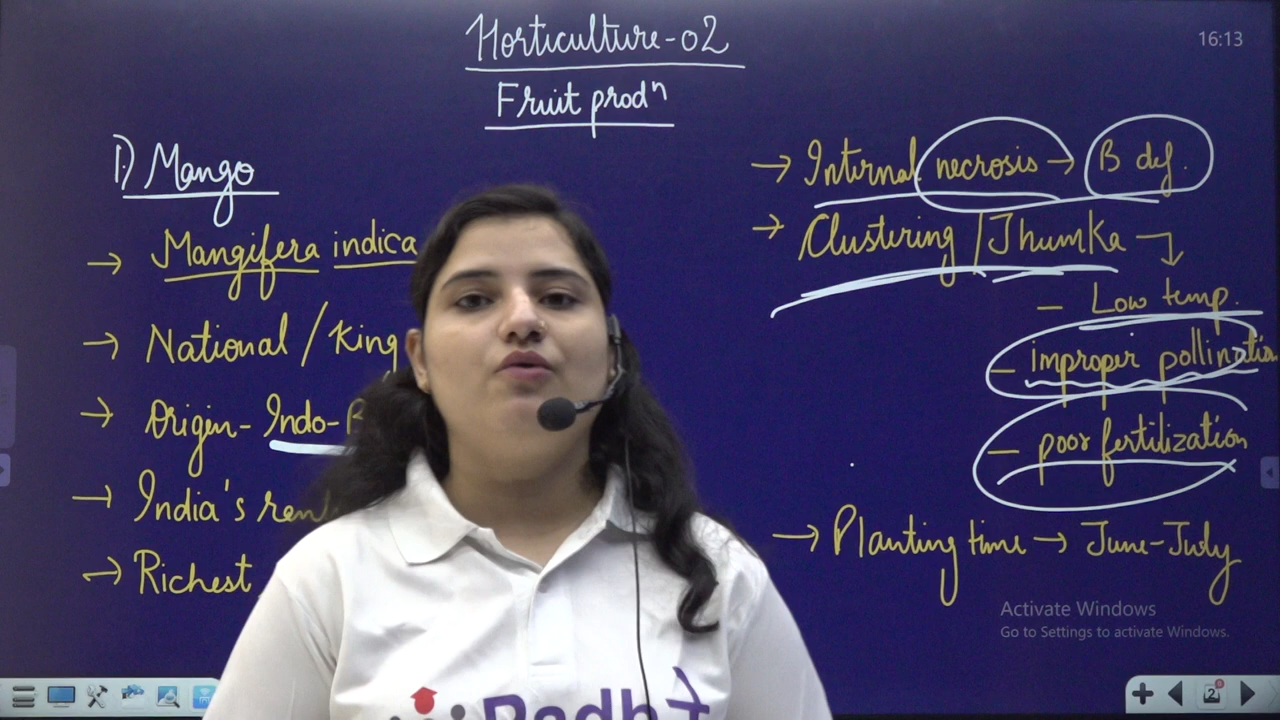 Horticulture-02
16:13
Fruit prodⁿ
1) Mango
→ Mangifera indica
→ National / King
→ Origin- Indo-
→ India's
→ Richest
→ Internal necrosis → B def.
→ Clustering / Jhumka
- Low temp.
- improper pollination
- poor fertilization
→ Planting time → June-July
Activate Windows
Go to Settings to activate Windows.
2